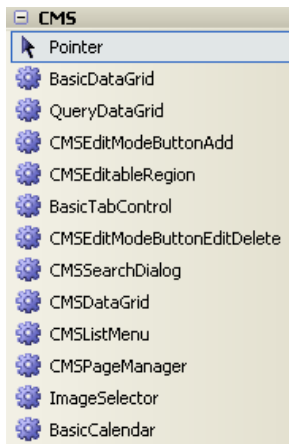 CMS
Pointer
BasicDataGrid
QueryDataGrid
CMSEditModeButtonAdd
CMSEditableRegion
BasicTabControl
CMSEditModeButtonEditDelete
CMSSearchDialog
CMSDataGrid
CMSListMenu
CMSPageManager
ImageSelector
BasicCalendar